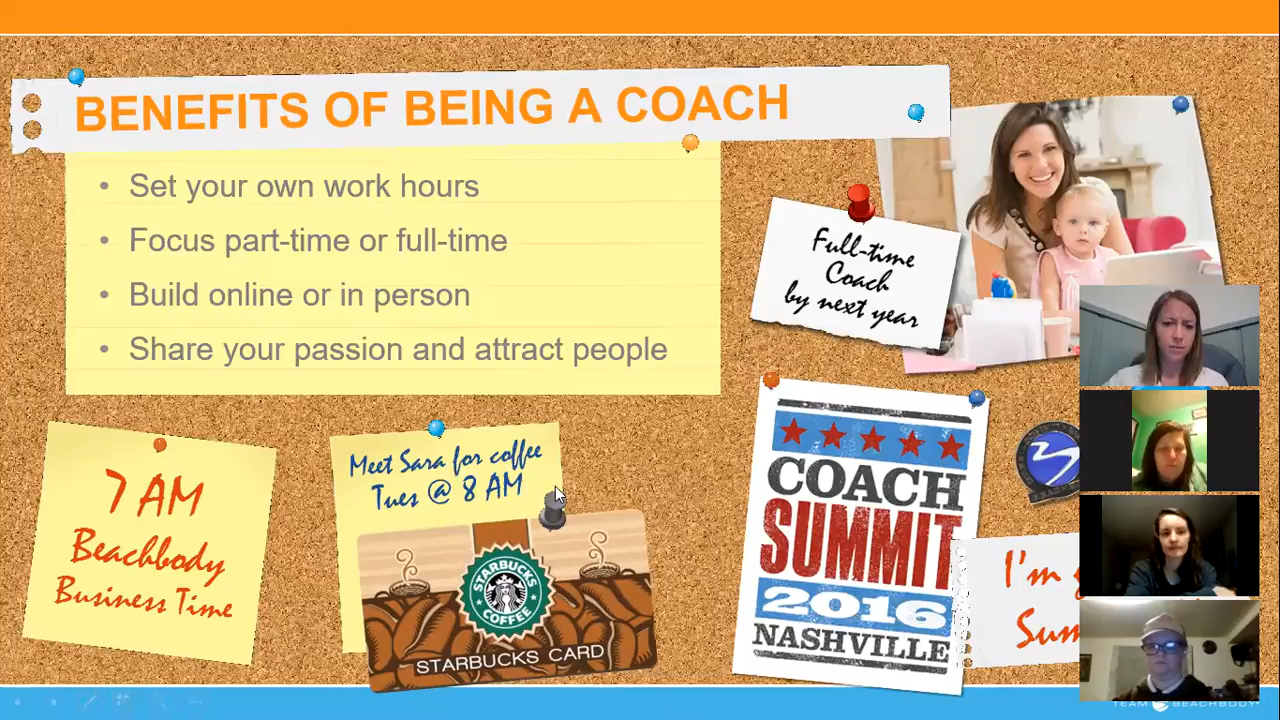 BENEFITS OF BEING A COACH
• Set your own work hours
• Focus part-time or full-time
• Build online or in person
• Share your passion and attract people
Full-time
Coach
by next year
7 AM
Beachbody
Business Time
Meet Sara for coffee
Tues @ 8 AM
STARBUCKS
COFFEE
STARBUCKS CARD
COACH
SUMMIT
2016
NASHVILLE
I'm
TEAM BEACHBODY